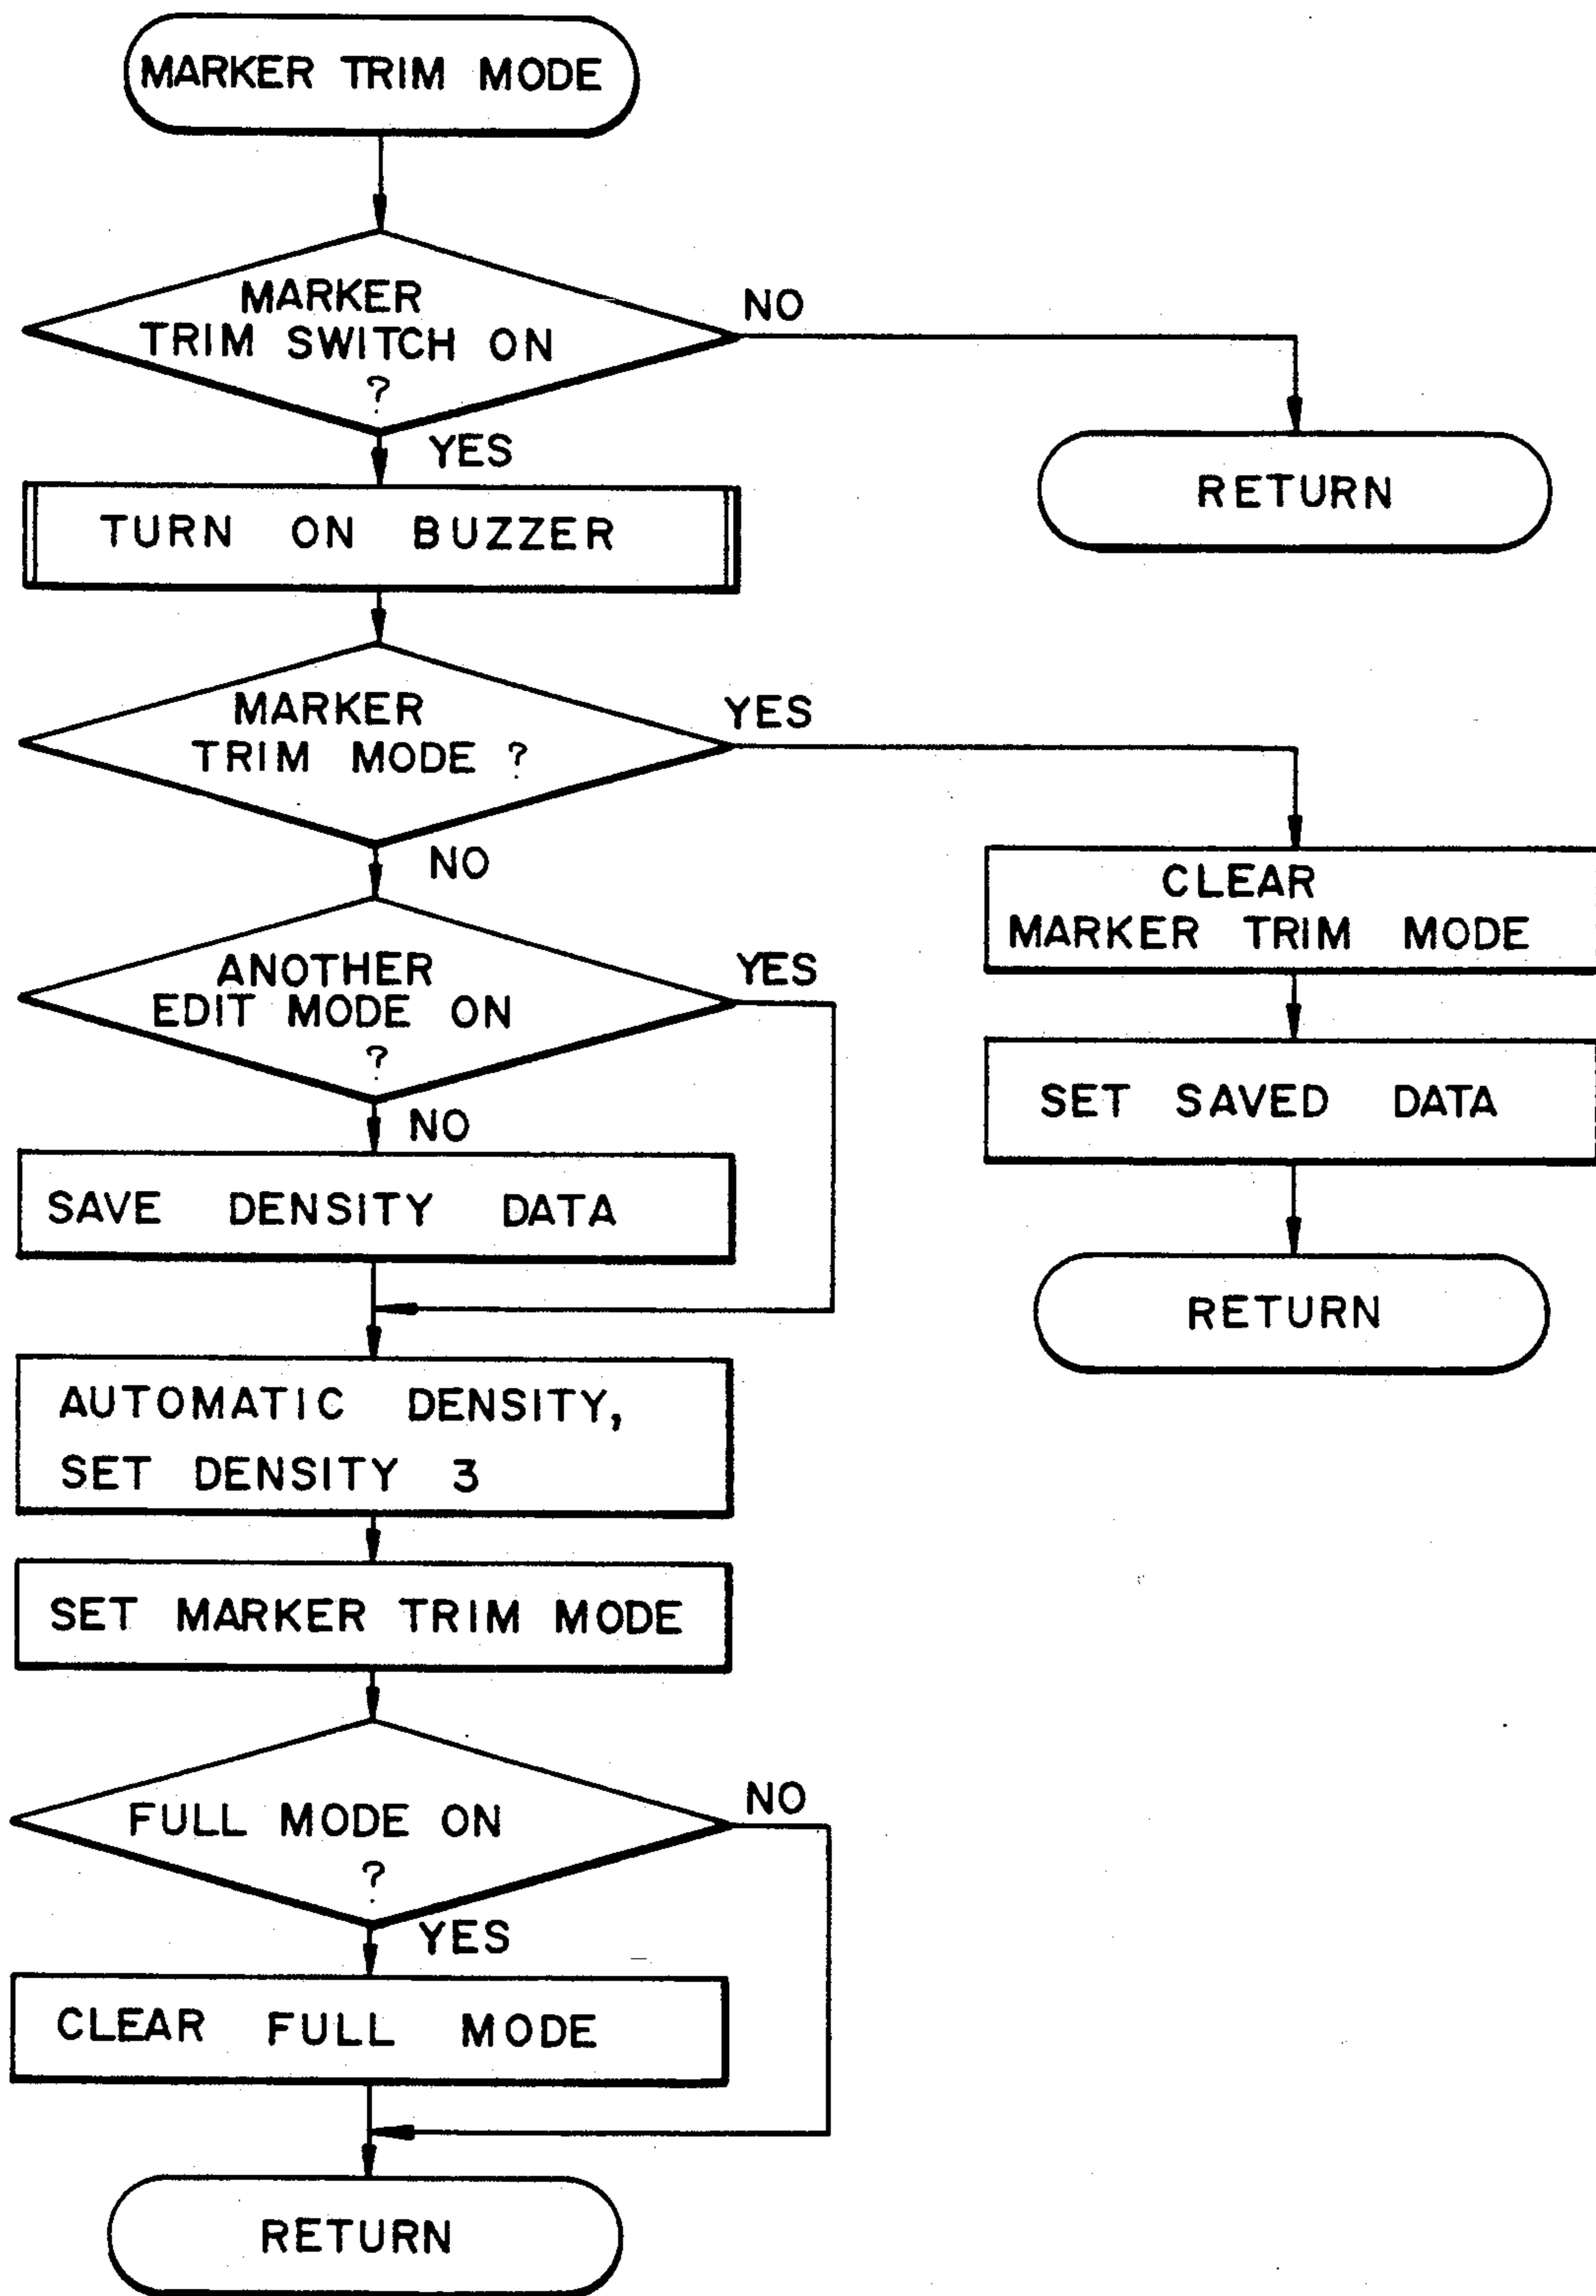 MARKER TRIM MODE
MARKER
TRIM SWITCH ON
?
NO
YES
RETURN
TURN ON BUZZER
MARKER
TRIM MODE ?
YES
NO
CLEAR
MARKER TRIM MODE
ANOTHER
EDIT MODE ON
?
YES
NO
SET SAVED DATA
SAVE DENSITY DATA
RETURN
AUTOMATIC DENSITY,
SET DENSITY 3
SET MARKER TRIM MODE
FULL MODE ON
?
NO
YES
CLEAR FULL MODE
RETURN